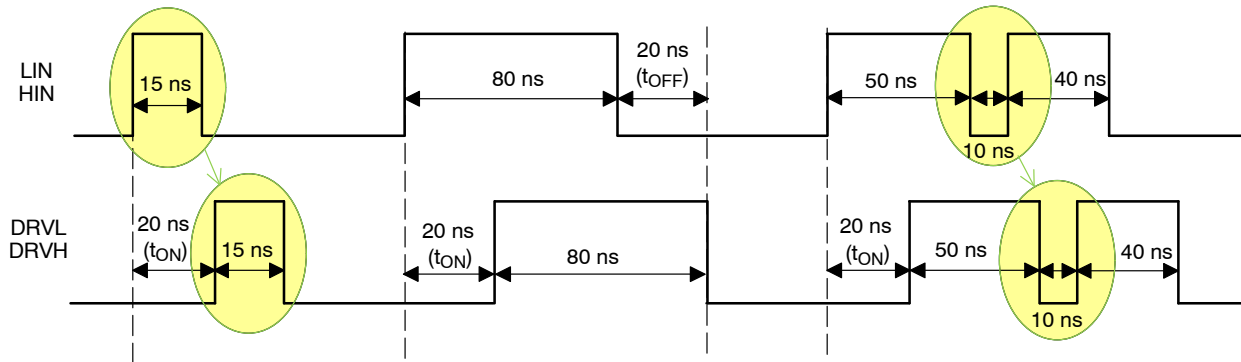 LIN
HIN
15 ns
80 ns
20 ns
(tOFF)
50 ns
10 ns
40 ns
DRVL
DRVH
20 ns
(tON)
15 ns
20 ns
(tON)
80 ns
20 ns
(tON)
50 ns
10 ns
40 ns